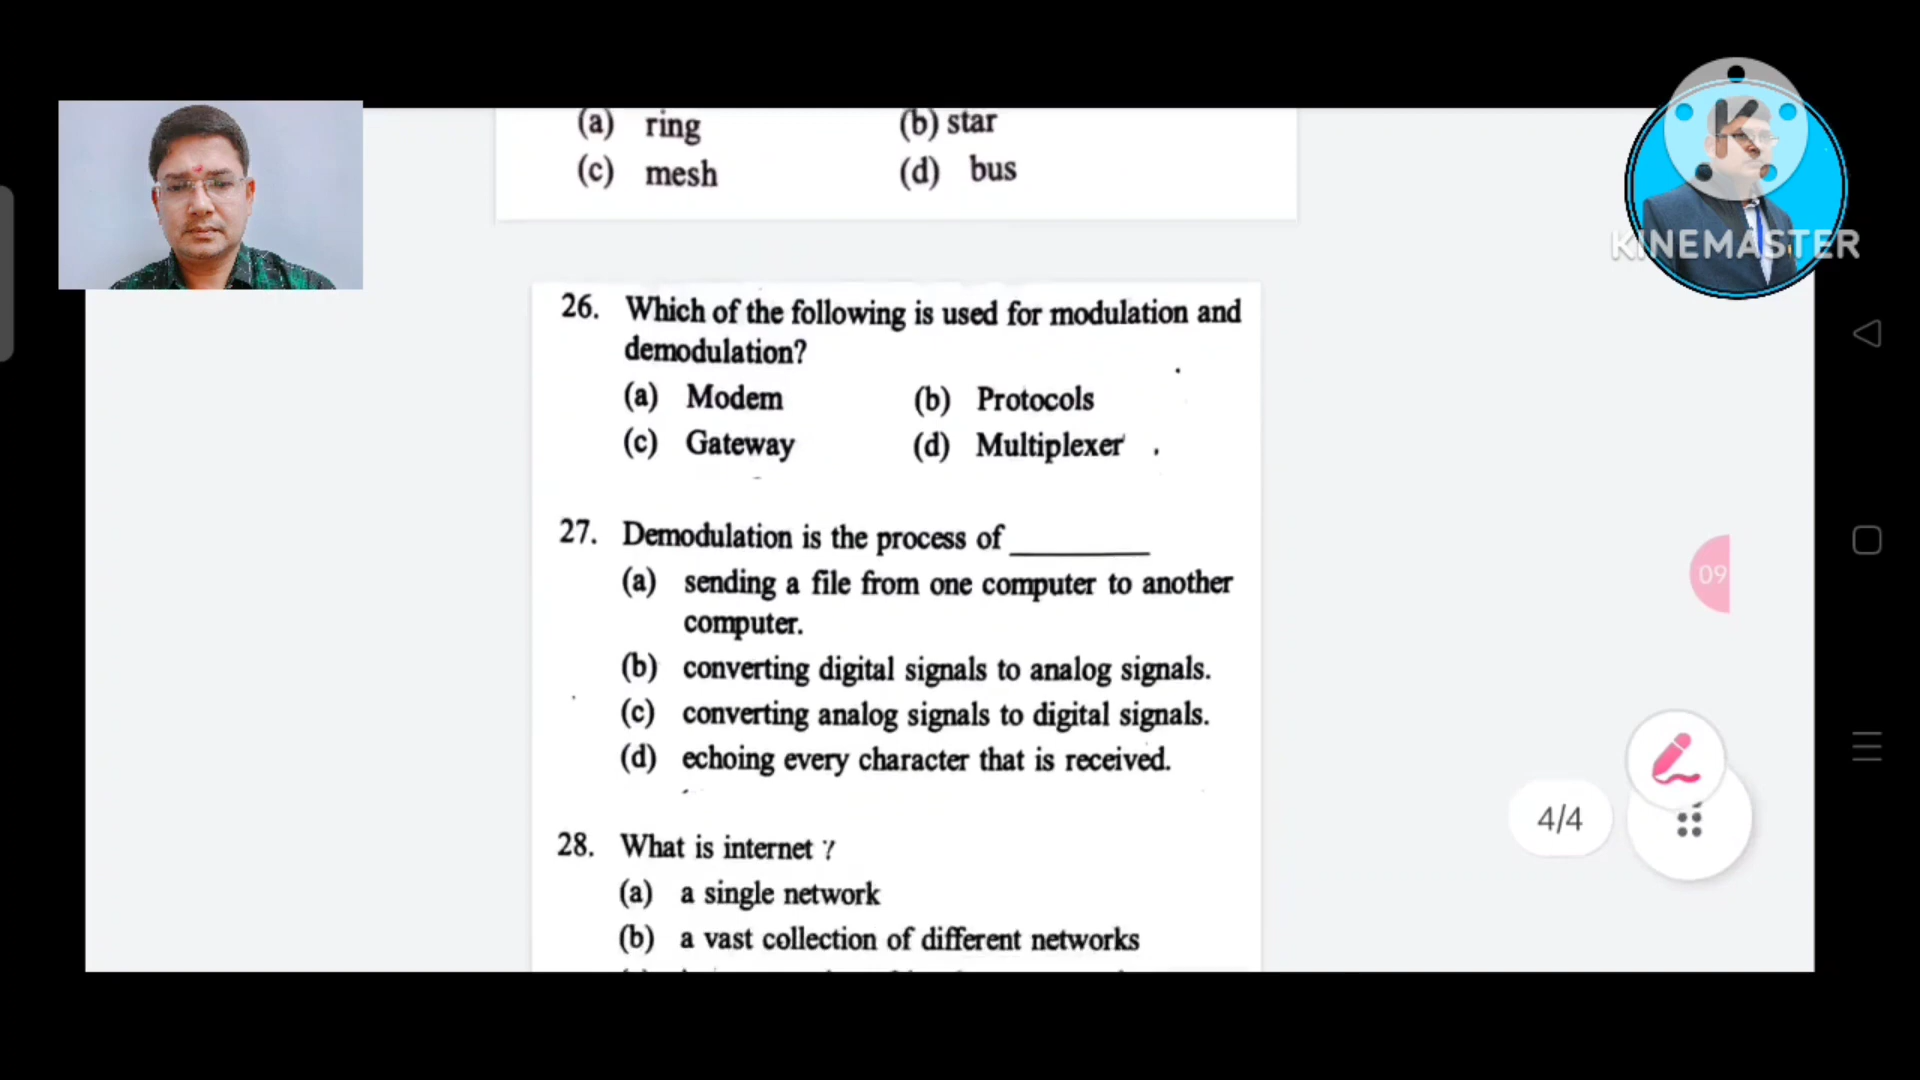 (a) ring (b) star
(c) mesh (d) bus
KINEMASTER
26. Which of the following is used for modulation and
demodulation?
(a) Modem (b) Protocols
(c) Gateway (d) Multiplexer
27. Demodulation is the process of __________
(a) sending a file from one computer to another
computer.
(b) converting digital signals to analog signals.
(c) converting analog signals to digital signals.
(d) echoing every character that is received.
09
4/4
28. What is internet ?
(a) a single network
(b) a vast collection of different networks